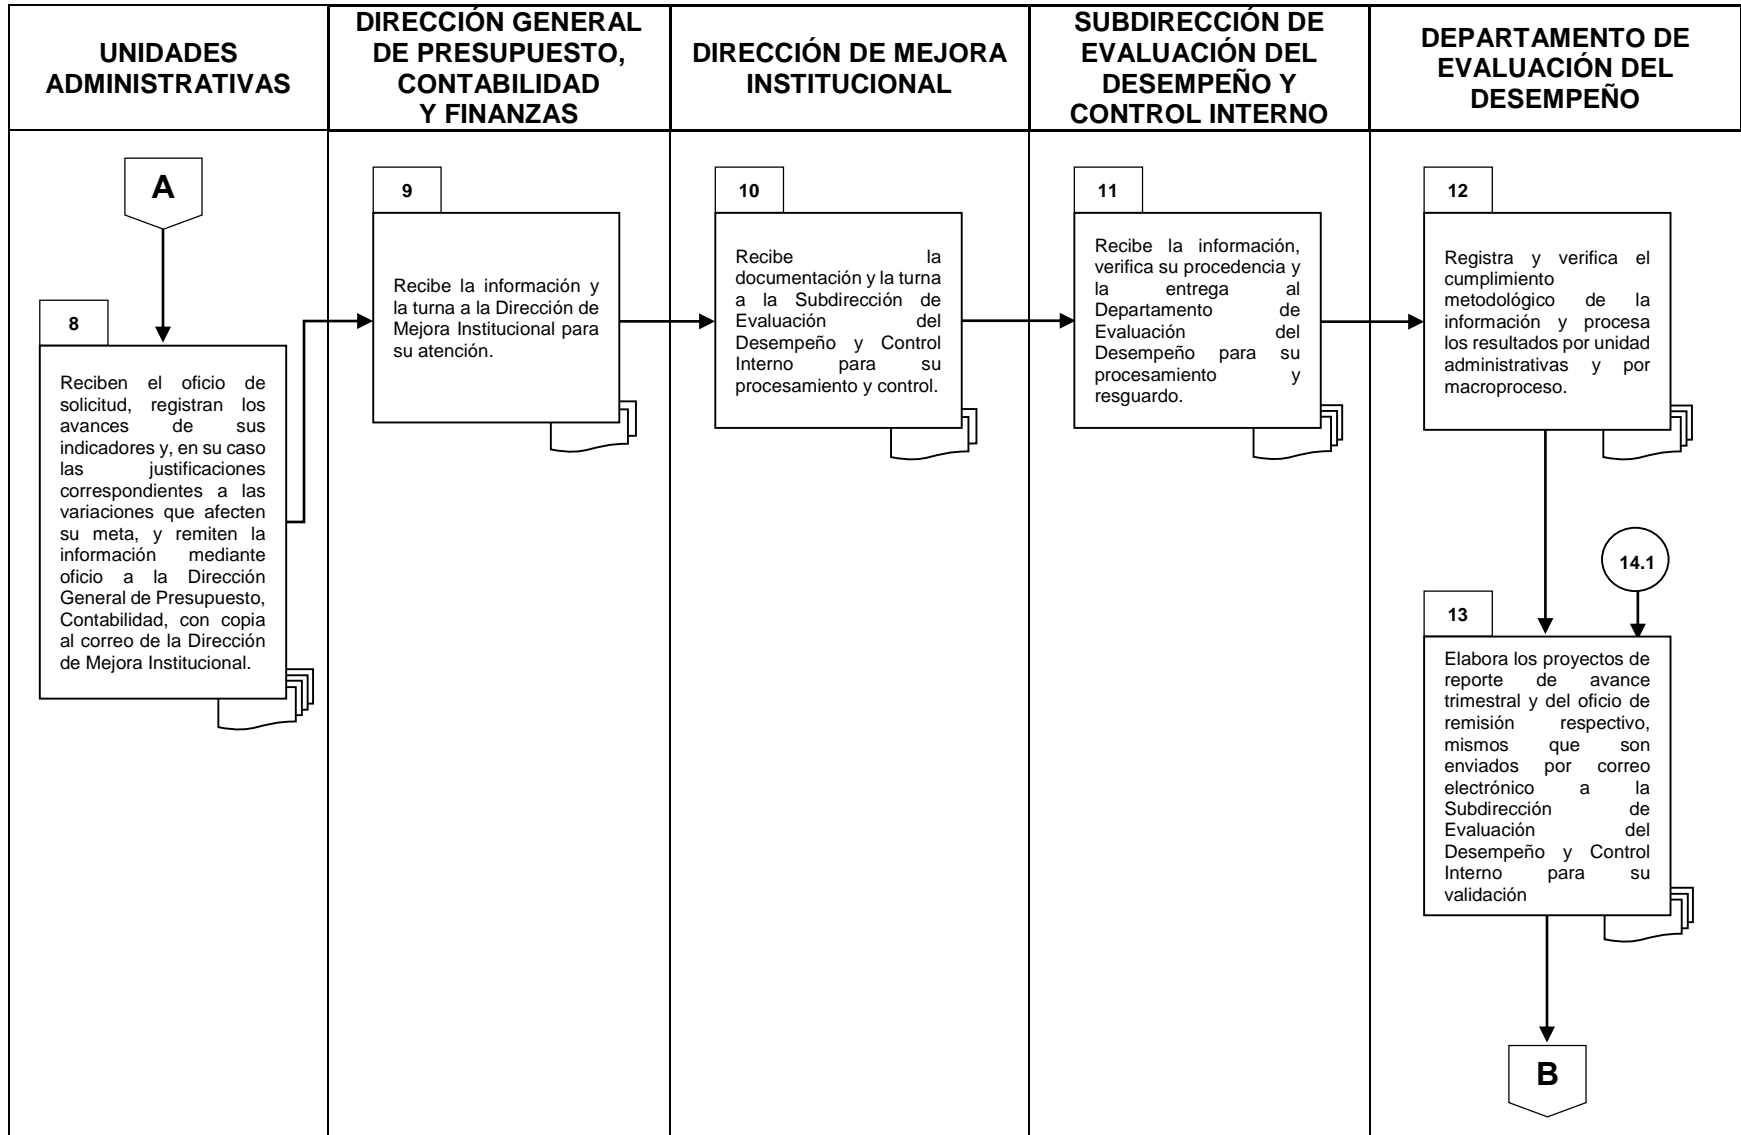 UNIDADES
ADMINISTRATIVAS
DIRECCIÓN GENERAL
DE PRESUPUESTO,
CONTABILIDAD
Y FINANZAS
DIRECCIÓN DE MEJORA
INSTITUCIONAL
SUBDIRECCIÓN DE
EVALUACIÓN DEL
DESEMPEÑO Y
CONTROL INTERNO
DEPARTAMENTO DE
EVALUACIÓN DEL
DESEMPEÑO
A
8
Reciben el oficio de
solicitud, registran los
avances de sus
indicadores y, en su caso
las justificaciones
correspondientes a las
variaciones que afecten
su meta, y remiten la
información mediante
oficio a la Dirección
General de Presupuesto,
Contabilidad, con copia
al correo de la Dirección
de Mejora Institucional.
9
Recibe la información y
la turna a la Dirección de
Mejora Institucional para
su atención.
10
Recibe la
documentación y la turna
a la Subdirección de
Evaluación del
Desempeño y Control
Interno para su
procesamiento y control.
11
Recibe la información,
verifica su procedencia y
la entrega al
Departamento de
Evaluación del
Desempeño para su
procesamiento y
resguardo.
12
Registra y verifica el
cumplimiento
metodológico de la
información y procesa
los resultados por unidad
administrativas y por
macroproceso.
14.1
13
Elabora los proyectos de
reporte de avance
trimestral y del oficio de
remisión respectivo,
mismos que son
enviados por correo
electrónico a la
Subdirección de
Evaluación del
Desempeño y Control
Interno para su
validación
B